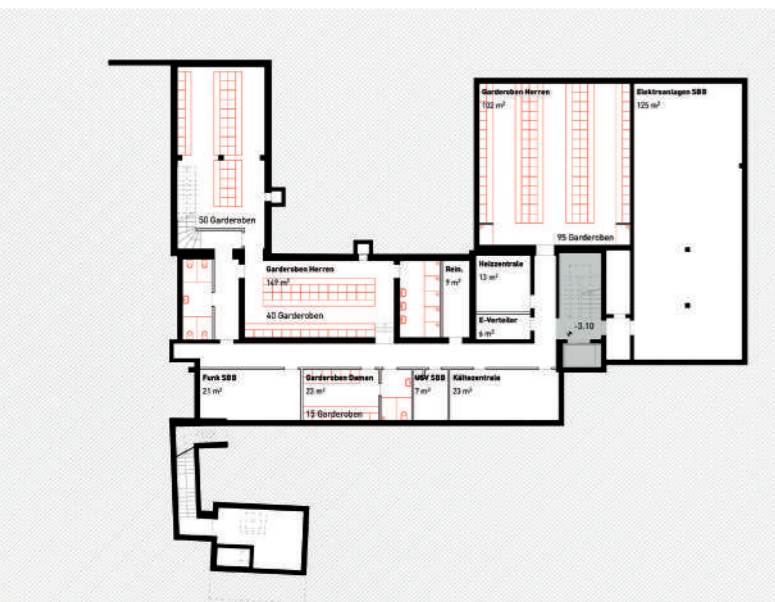 Garderoben Herren
102 m²
Elektroanlagen SBB
125 m²
50 Garderoben
95 Garderoben
Garderoben Herren
149 m²
Rein.
9 m²
Heizzentrale
13 m²
40 Garderoben
E-Verteiler
6 m²
-3.10
Funk SBB
21 m²
Garderoben Damen
23 m²
USV SBB
7 m²
Kältezentrale
23 m²
15 Garderoben